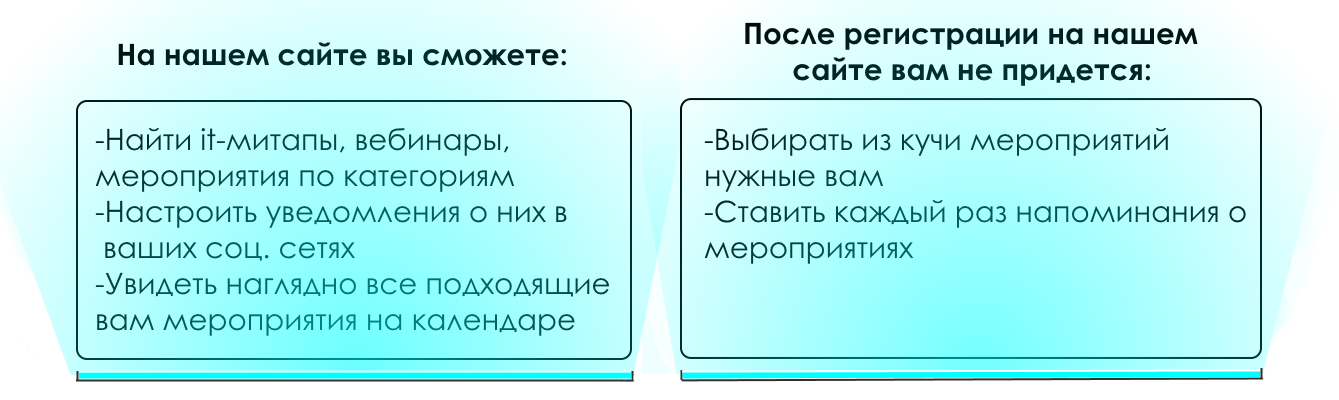 На нашем сайте вы сможете:
-Найти it-митапы, вебинары,
мероприятия по категориям
-Настроить уведомления о них в
ваших соц. сетях
-Увидеть наглядно все подходящие
вам мероприятия на календаре
После регистрации на нашем
сайте вам не придется:
-Выбирать из кучи мероприятий
нужные вам
-Ставить каждый раз напоминания о
мероприятиях